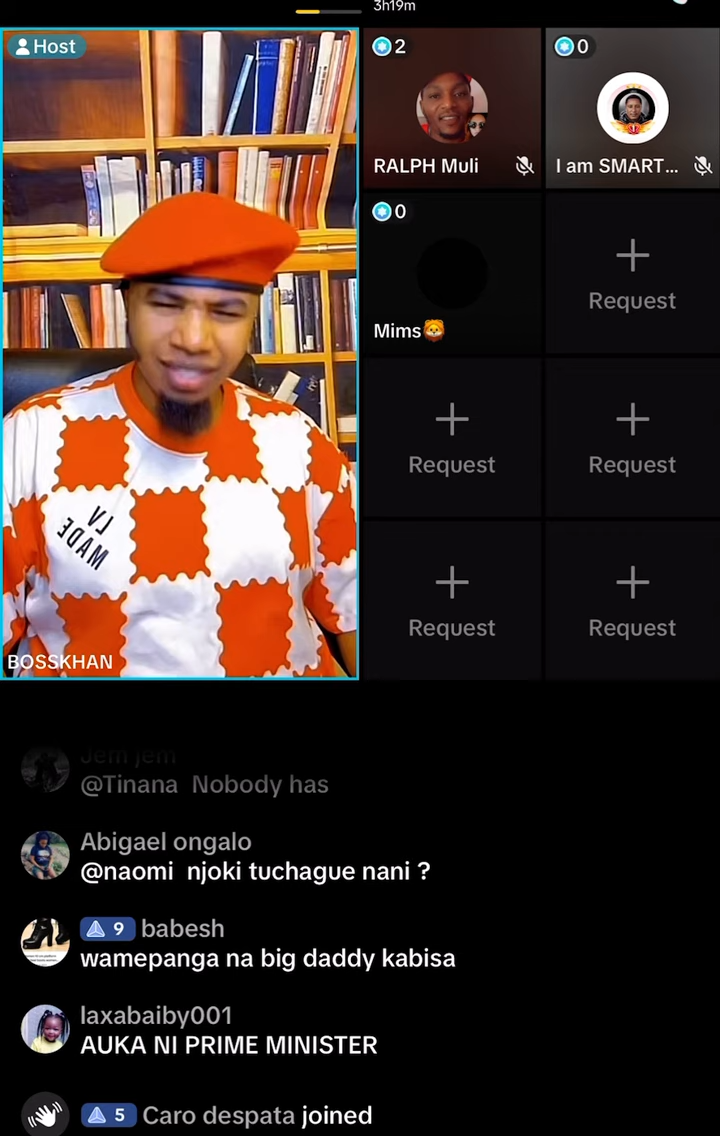 3h19m
Host
2
0
RALPH Muli
I am SMART...
0
Mims🦁
Request
Request
Request
Request
Request
LV
MADE
BOSSKHAN
Jem jem
@Tinana Nobody has
Abigael ongalo
@naomi njoki tuchague nani ?
9 babesh
wamepanga na big daddy kabisa
laxabaiby001
AUKA NI PRIME MINISTER
5 Caro despata joined